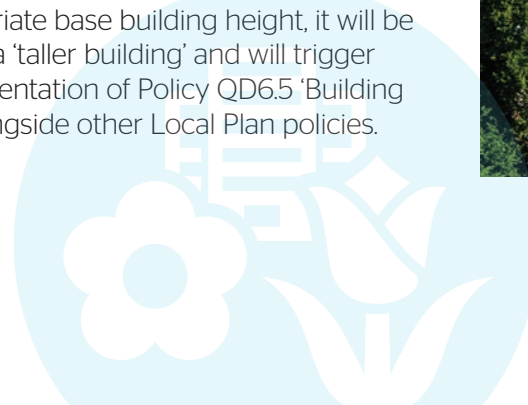 riate base building height, it will be
a ‘taller building’ and will trigger
entation of Policy QD6.5 ‘Building
ngside other Local Plan policies.